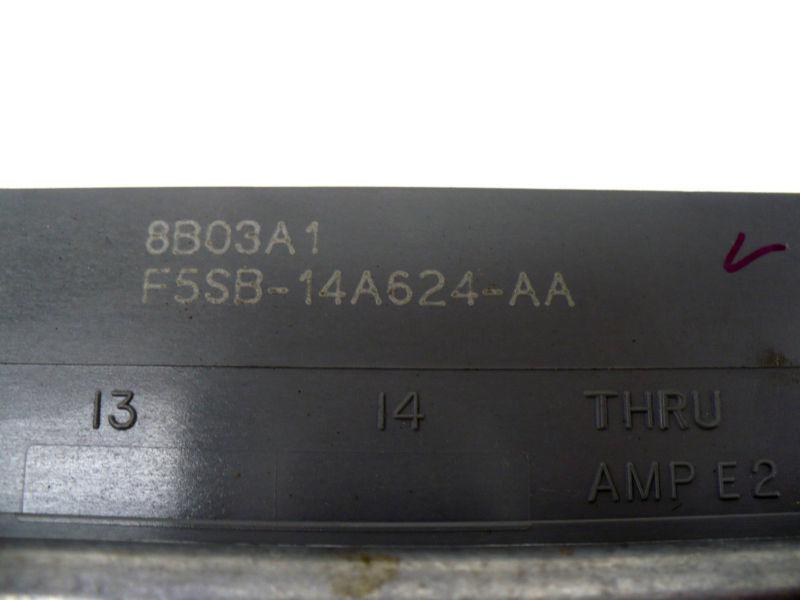 8B03A1
F5SB-14A624-AA
13 14 THRU
AMP E2